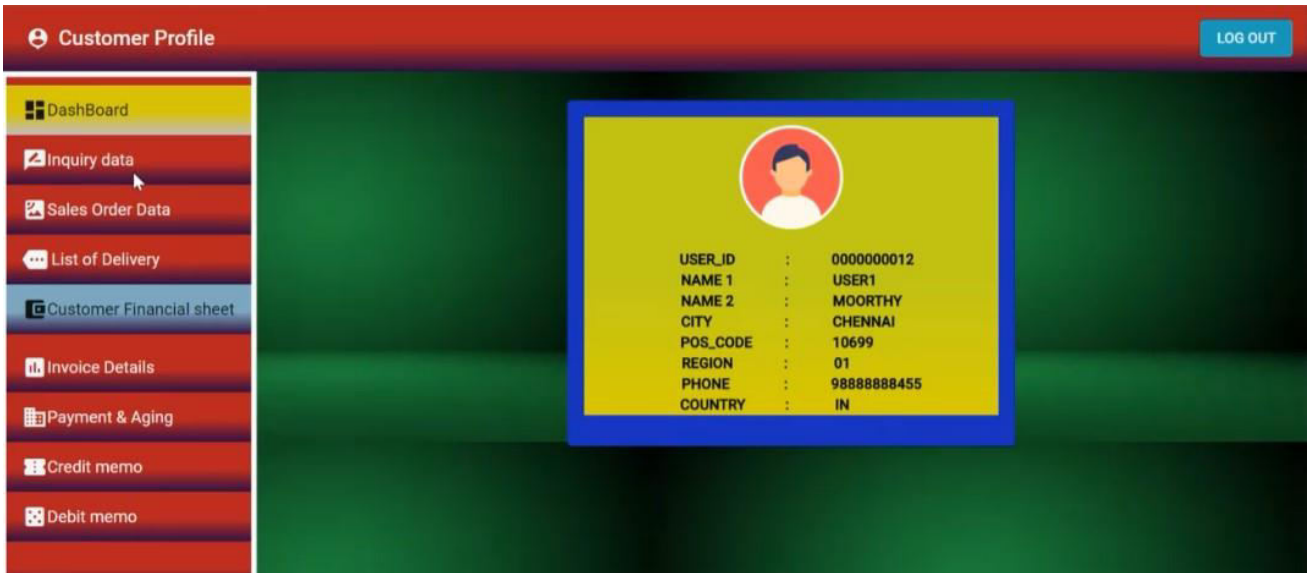 Customer Profile
LOG OUT
DashBoard
Inquiry data
Sales Order Data
List of Delivery
Customer Financial sheet
Invoice Details
Payment & Aging
Credit memo
Debit memo
USER_ID : 0000000012
NAME 1 : USER1
NAME 2 : MOORTHY
CITY : CHENNAI
POS_CODE : 10699
REGION : 01
PHONE : 98888888455
COUNTRY : IN